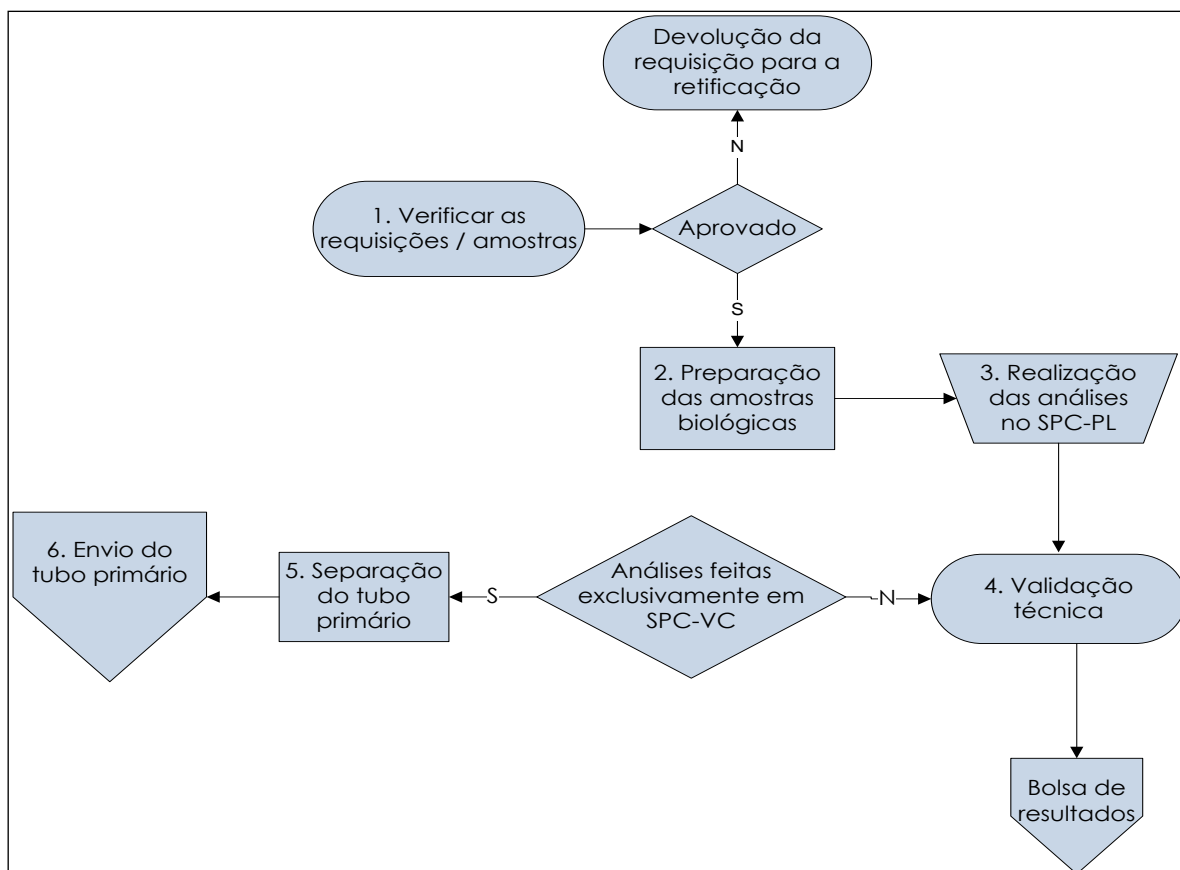 Devolução da
requisição para a
retificação
N
1. Verificar as
requisições / amostras
Aprovado
S
2. Preparação
das amostras
biológicas
3. Realização
das análises
no SPC-PL
6. Envio do
tubo primário
5. Separação
do tubo
primário
S
Análises feitas
exclusivamente em
SPC-VC
N
4. Validação
técnica
Bolsa de
resultados